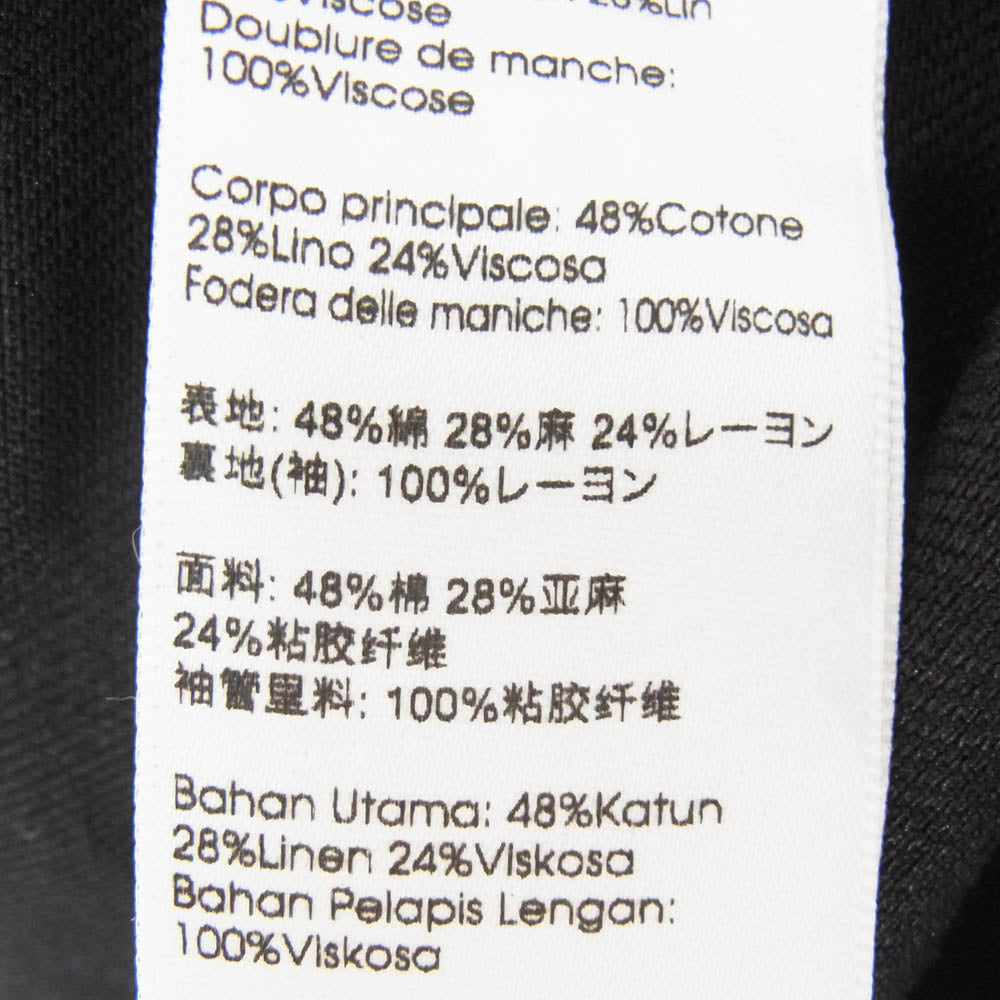 Doublure de manche:
100%Viscose
Corpo principale: 48%Cotone
28%Lino 24%Viscosa
Fodera delle maniche: 100%Viscosa
表地: 48%綿 28%麻 24%レーヨン
裏地(袖): 100%レーヨン
面料: 48%棉 28%亚麻
24%粘胶纤维
袖管里料: 100%粘胶纤维
Bahan Utama: 48%Katun
28%Linen 24%Viskosa
Bahan Pelapis Lengan:
100%Viskosa